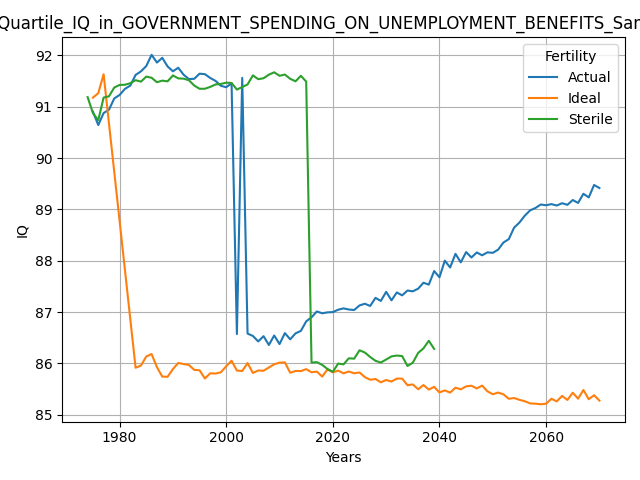 Quartile_IQ_in_GOVERNMENT_SPENDING_ON_UNEMPLOYMENT_BENEFITS_Sar
Fertility
Actual
Ideal
Sterile
92
91
90
89
88
87
86
85
IQ
1980
2000
2020
2040
2060
Years